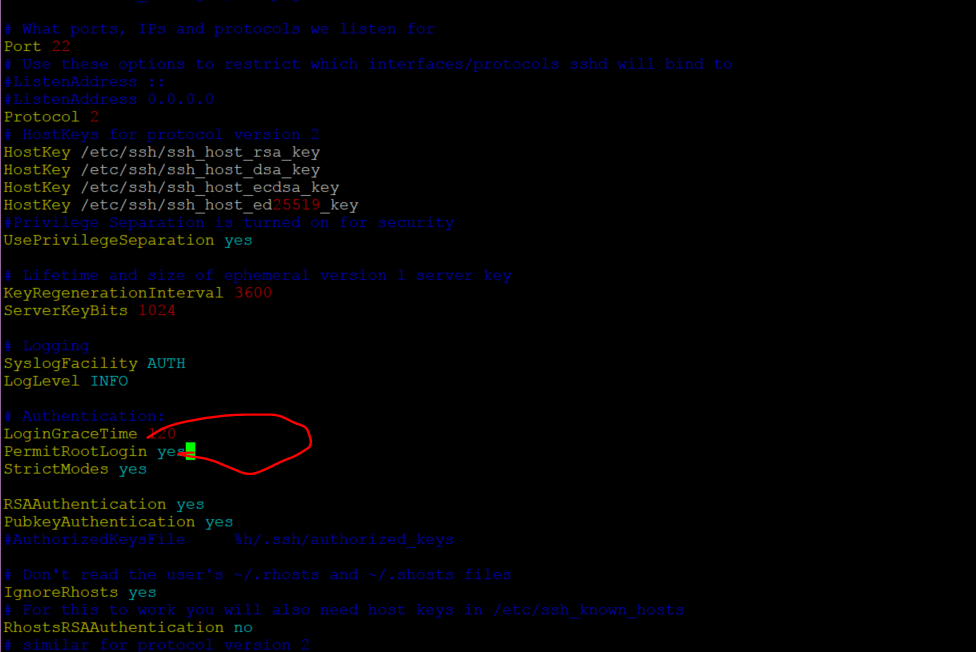 # What ports, IPs and protocols we listen for
Port 22
# Use these options to restrict which interfaces/protocols sshd will bind to
#ListenAddress ::
#ListenAddress 0.0.0.0
Protocol 2
# HostKeys for protocol version 2
HostKey /etc/ssh/ssh_host_rsa_key
HostKey /etc/ssh/ssh_host_dsa_key
HostKey /etc/ssh/ssh_host_ecdsa_key
HostKey /etc/ssh/ssh_host_ed25519_key
#Privilege Separation is turned on for security
UsePrivilegeSeparation yes
# Lifetime and size of ephemeral version 1 server key
KeyRegenerationInterval 3600
ServerKeyBits 1024
# Logging
SyslogFacility AUTH
LogLevel INFO
# Authentication:
LoginGraceTime 120
PermitRootLogin yes
StrictModes yes
RSAAuthentication yes
PubkeyAuthentication yes
#AnthorizedKeysFile %h/.ssh/authorized_keys
# Don't read the user's ~/.rhosts and ~/.shosts files
IgnoreRhosts yes
# For this to work you will also need host keys in /etc/ssh_known_hosts
RhostsRSAAuthentication no
# similar for protocol version 2